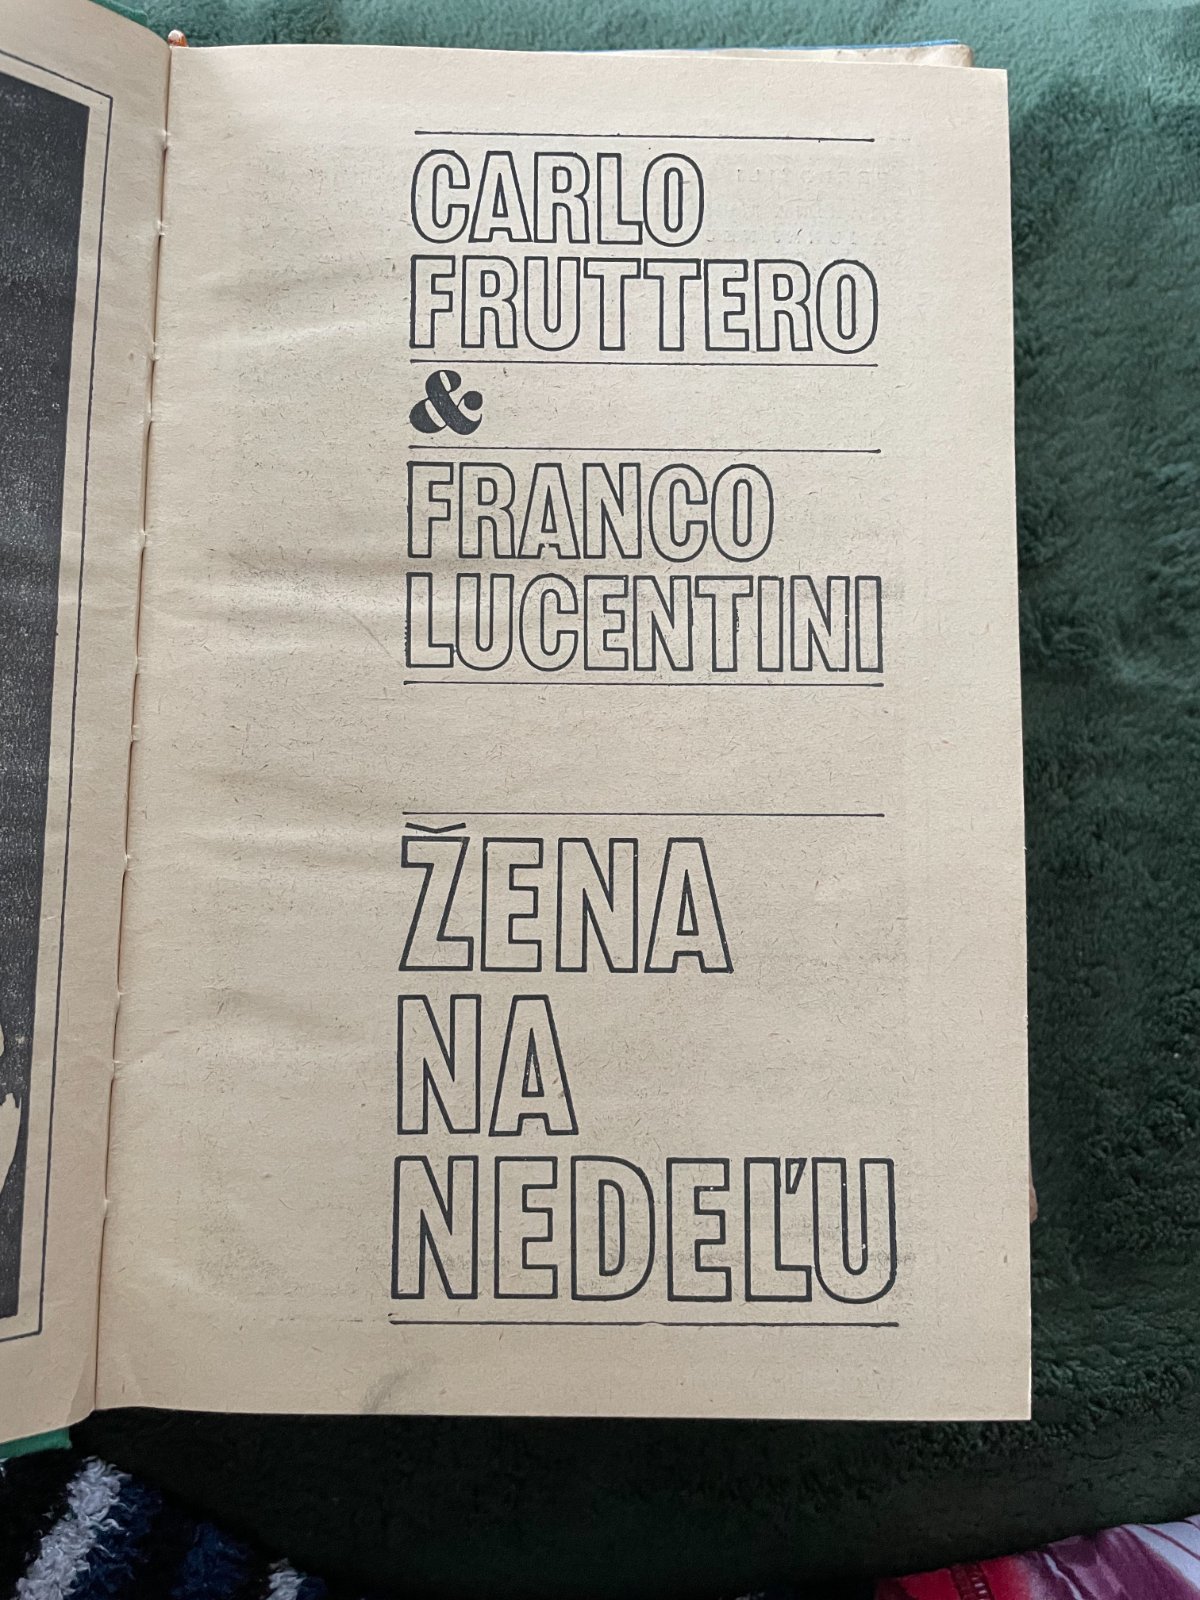 CARLO
FRUTTERO
&
FRANCO
LUCENTINI
ŽENA
NA
NEDEĽU